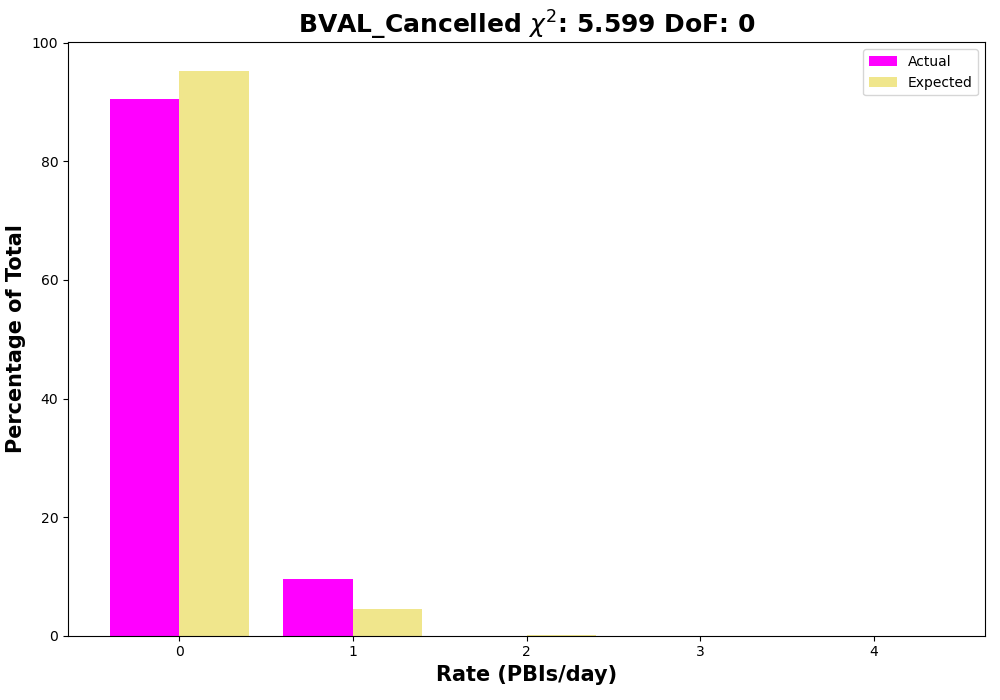 BVAL_Cancelled χ²: 5.599 DoF: 0
Actual
Expected
Percentage of Total
100
80
60
40
20
0
0 1 2 3 4
Rate (PBIs/day)